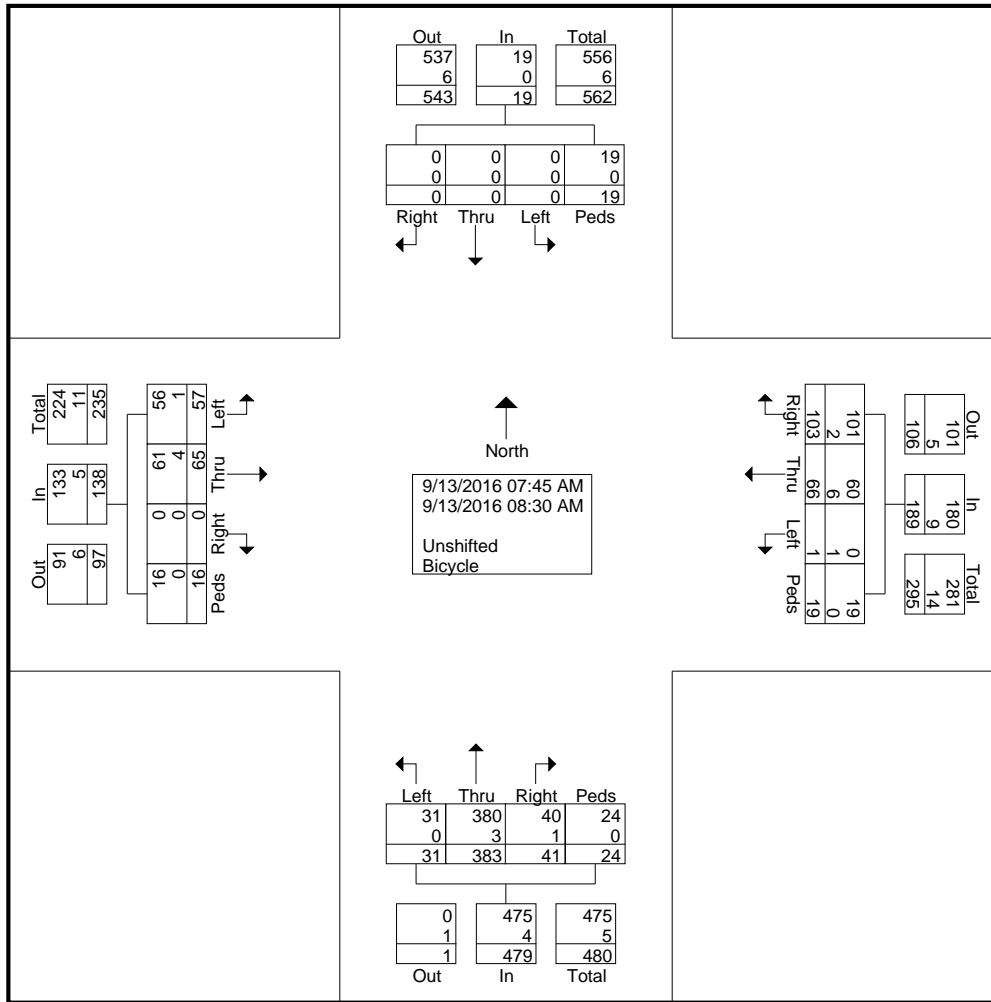 Out In Total
537 19 556
6 0 6
543 19 562
0 0 0 19
0 0 0 0
0 0 0 19
Right Thru Left Peds
Total
224
11
235
In
133
5
138
Out
91
6
97
56
1
57
Left
61
4
65
Thru
0
0
0
Right
16
0
16
Peds
North
9/13/2016 07:45 AM
9/13/2016 08:30 AM
Unshifted
Bicycle
Right
101
2
103
Thru
60
6
66
Left
0
1
1
Peds
19
0
19
Out
101
5
106
In
180
9
189
Total
281
14
295
Left Thru Right Peds
31 380 40 24
0 3 1 0
31 383 41 24
0 475 475
1 4 5
1 479 480
Out In Total